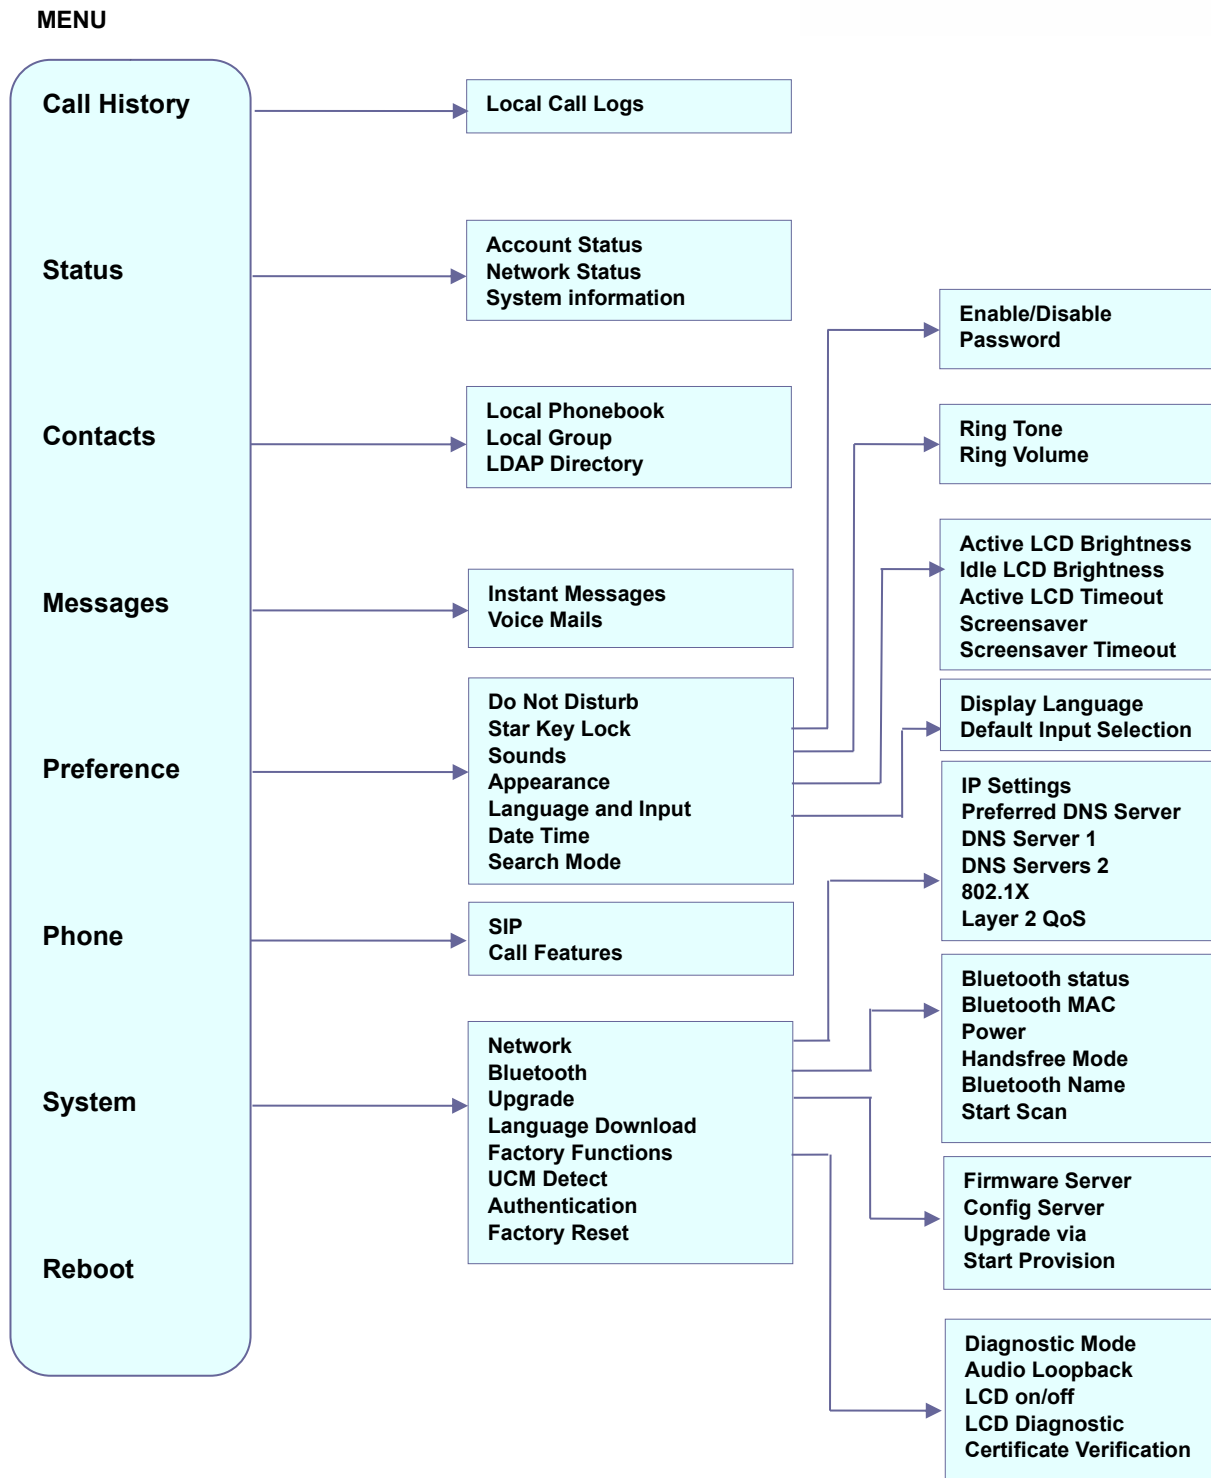 MENU
Call History
Local Call Logs
Status
Account Status
Network Status
System information
Enable/Disable
Password
Contacts
Local Phonebook
Local Group
LDAP Directory
Ring Tone
Ring Volume
Messages
Instant Messages
Voice Mails
Active LCD Brightness
Idle LCD Brightness
Active LCD Timeout
Screensaver
Screensaver Timeout
Preference
Do Not Disturb
Star Key Lock
Sounds
Appearance
Language and Input
Date Time
Search Mode
Display Language
Default Input Selection
Phone
SIP
Call Features
IP Settings
Preferred DNS Server
DNS Server 1
DNS Servers 2
802.1X
Layer 2 QoS
System
Network
Bluetooth
Upgrade
Language Download
Factory Functions
UCM Detect
Authentication
Factory Reset
Bluetooth status
Bluetooth MAC
Power
Handsfree Mode
Bluetooth Name
Start Scan
Firmware Server
Config Server
Upgrade via
Start Provision
Reboot
Diagnostic Mode
Audio Loopback
LCD on/off
LCD Diagnostic
Certificate Verification